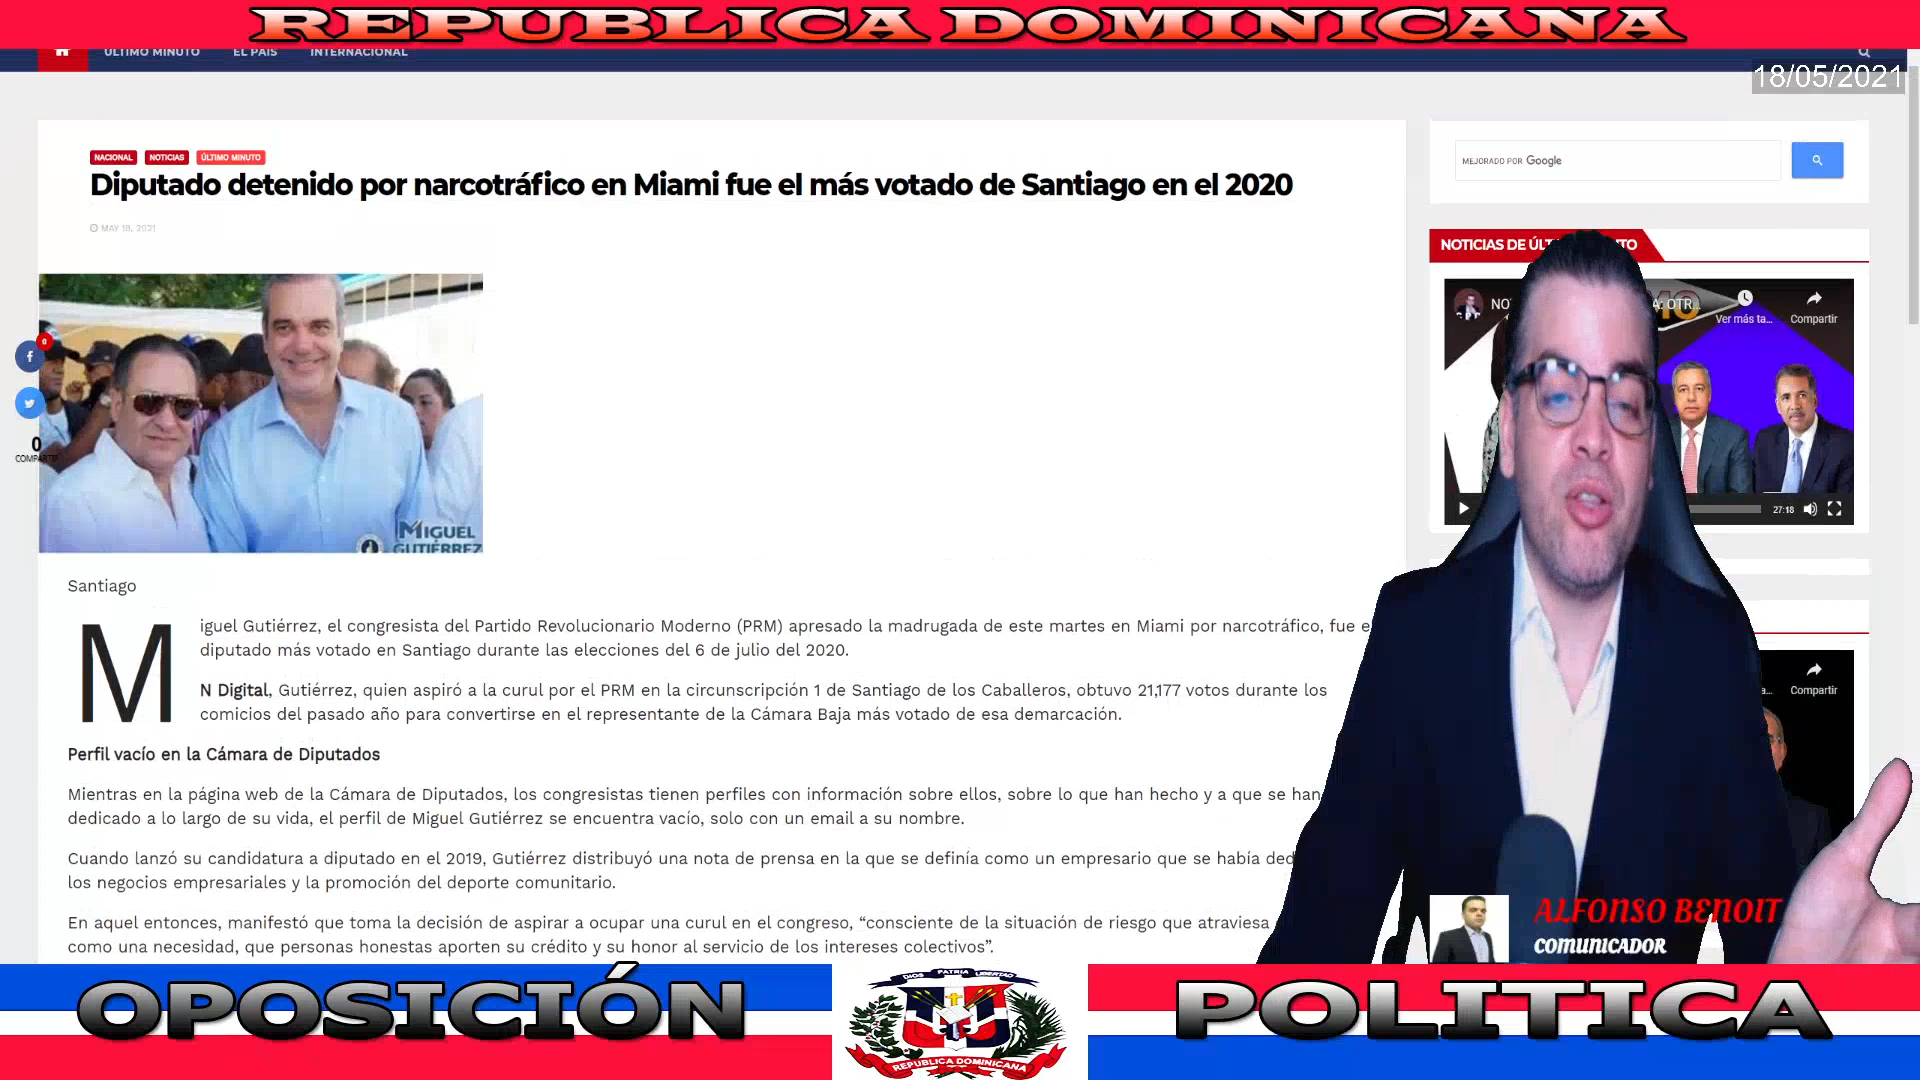 REPUBLICA DOMINICANA
ÚLTIMO MINUTO EL PAÍS INTERNACIONAL
18/05/2021
NACIONAL NOTICIAS ÚLTIMO MINUTO
Diputado detenido por narcotráfico en Miami fue el más votado de Santiago en el 2020
MAY 18, 2021
MEJORADO POR Google
NOTICIAS DE ÚLT TO
NO A: OTR...
Ver más ta... Compartir
27:18
0
0
COMPARTIR
MIGUEL
GUTIÉRREZ
Santiago
Miguel Gutiérrez, el congresista del Partido Revolucionario Moderno (PRM) apresado la madrugada de este martes en Miami por narcotráfico, fue e
diputado más votado en Santiago durante las elecciones del 6 de julio del 2020.
N Digital, Gutiérrez, quien aspiró a la curul por el PRM en la circunscripción 1 de Santiago de los Caballeros, obtuvo 21,177 votos durante los
comicios del pasado año para convertirse en el representante de la Cámara Baja más votado de esa demarcación.
a... Compartir
Perfil vacío en la Cámara de Diputados
Mientras en la página web de la Cámara de Diputados, los congresistas tienen perfiles con información sobre ellos, sobre lo que han hecho y a que se han
dedicado a lo largo de su vida, el perfil de Miguel Gutiérrez se encuentra vacío, solo con un email a su nombre.
Cuando lanzó su candidatura a diputado en el 2019, Gutiérrez distribuyó una nota de prensa en la que se definía como un empresario que se había ded
los negocios empresariales y la promoción del deporte comunitario.
En aquel entonces, manifestó que toma la decisión de aspirar a ocupar una curul en el congreso, “consciente de la situación de riesgo que atraviesa
como una necesidad, que personas honestas aporten su crédito y su honor al servicio de los intereses colectivos”.
ALFONSO BENOIT
COMUNICADOR
OPOSICIÓN
DIOS PATRIA LIBERTAD
REPUBLICA DOMINICANA
POLITICA